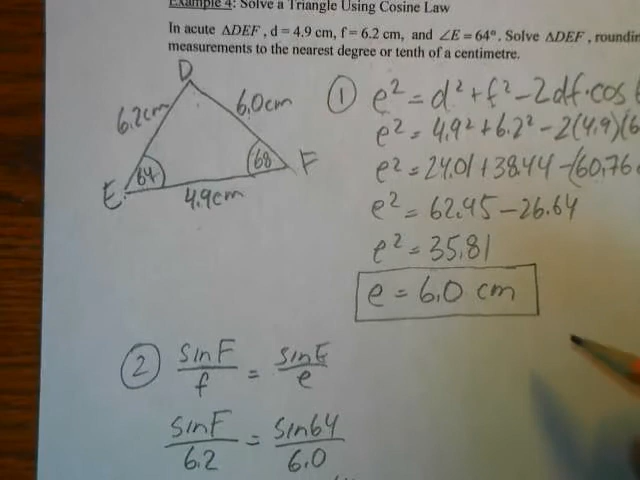 Example 4: Solve a Triangle Using Cosine Law
In acute ΔDEF, d = 4.9 cm, f = 6.2 cm, and ∠E = 64°. Solve ΔDEF,
measurements to the nearest degree or tenth of a centimetre.
D
6.2cm
6.0cm
64
68
E
F
4.9cm
① e² = d² + f² - 2df·cos
e² = 4.9² + 6.2² - 2(4.9)(6
e² = 24.01 + 38.44 - (60.76
e² = 62.45 - 26.64
e² = 35.81
e = 6.0 cm
② sinF/f = sinE/e
sinF/6.2 = sin64/6.0